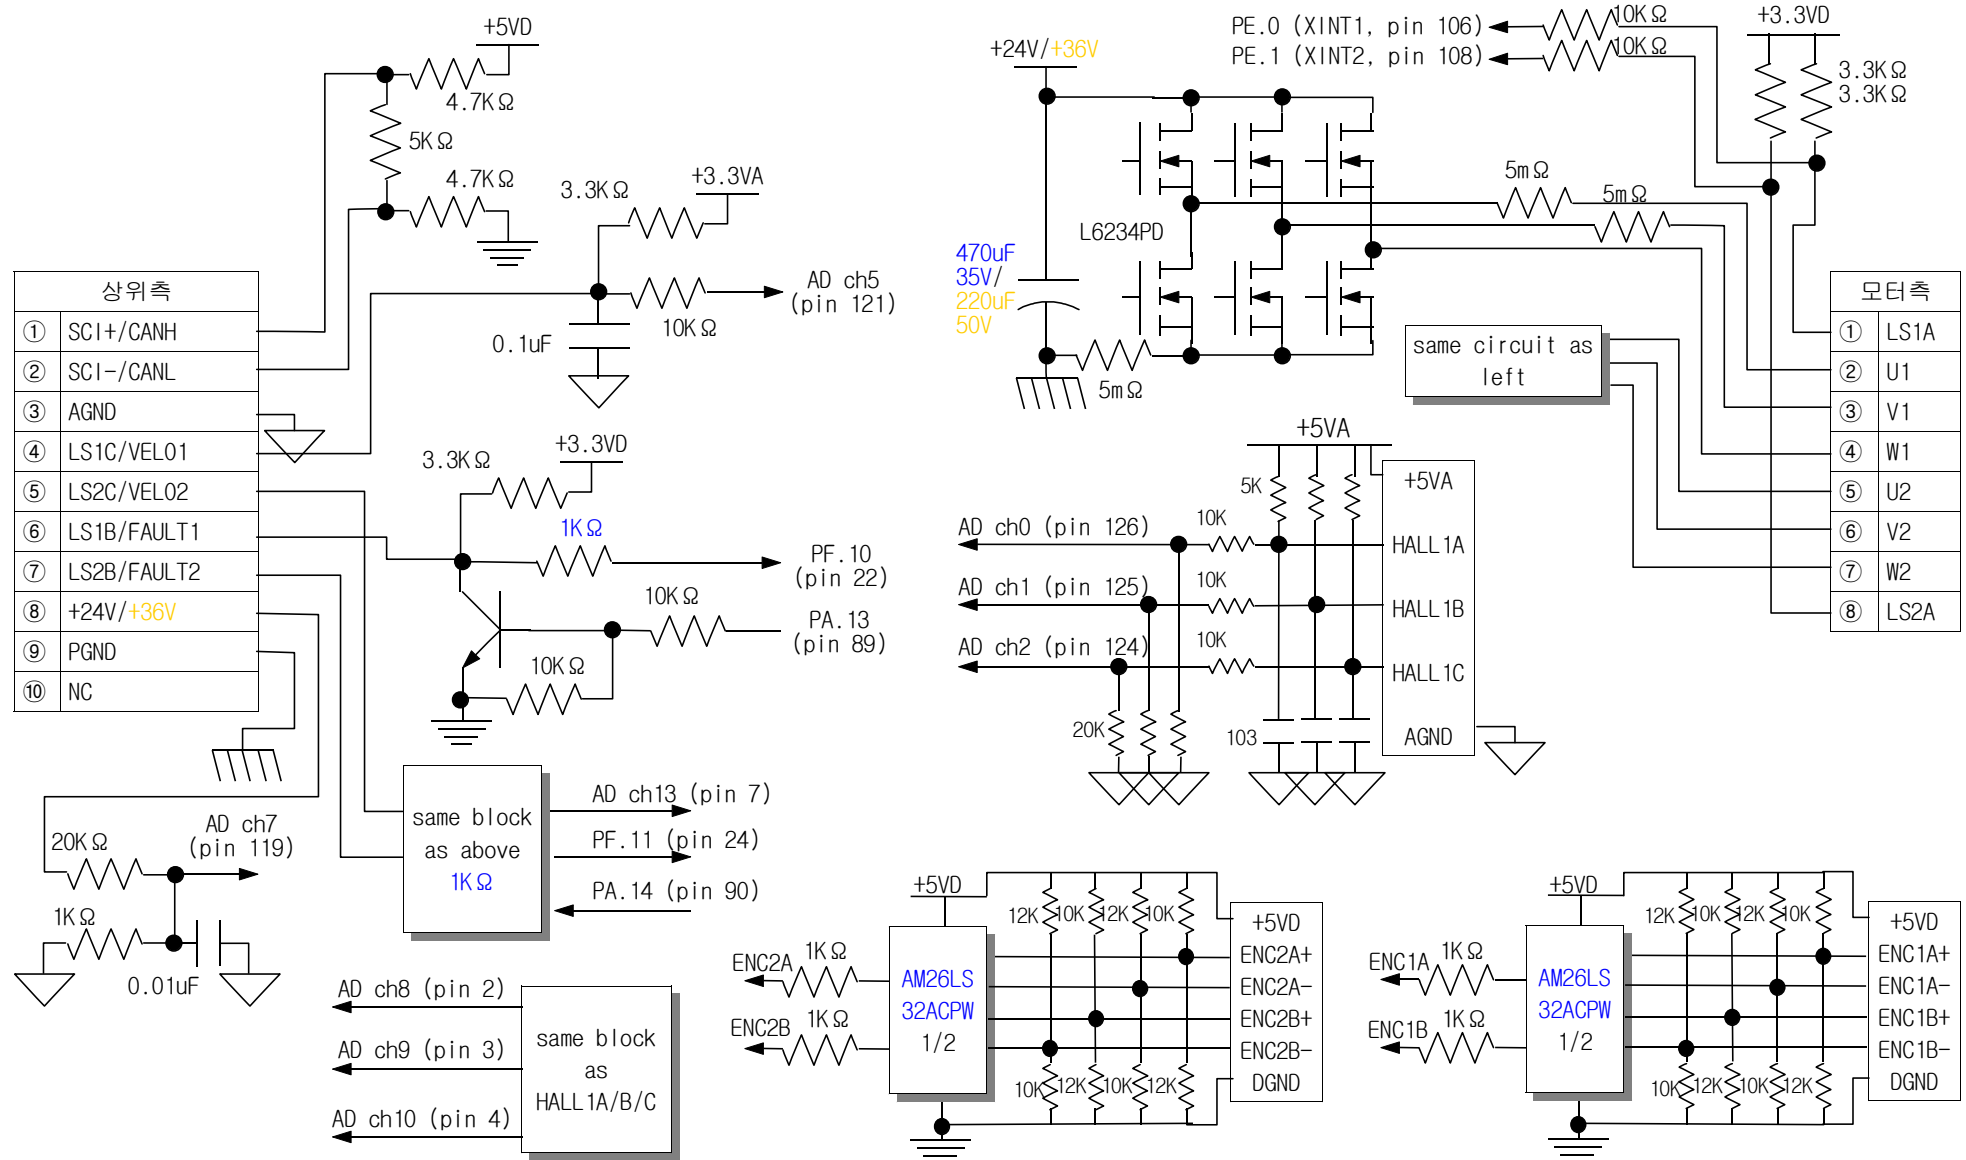 +5VD
4.7KΩ
5KΩ
4.7KΩ
3.3KΩ
+3.3VA
AD ch5
(pin 121)
10KΩ
0.1uF
상위측
① SCI+/CANH
② SCI-/CANL
③ AGND
④ LS1C/VELO1
⑤ LS2C/VELO2
⑥ LS1B/FAULT1
⑦ LS2B/FAULT2
⑧ +24V/+36V
⑨ PGND
⑩ NC
3.3KΩ
+3.3VD
1KΩ
PF.10
(pin 22)
10KΩ
PA.13
(pin 89)
10KΩ
same block
as above
1KΩ
AD ch13 (pin 7)
PF.11 (pin 24)
PA.14 (pin 90)
AD ch7
(pin 119)
20KΩ
1KΩ
0.01uF
AD ch8 (pin 2)
AD ch9 (pin 3)
AD ch10 (pin 4)
same block
as
HALL1A/B/C
PE.0 (XINT1, pin 106)
PE.1 (XINT2, pin 108)
10KΩ
10KΩ
+3.3VD
3.3KΩ
3.3KΩ
+24V/+36V
L6234PD
470uF
35V/
220uF
50V
5mΩ
5mΩ
5mΩ
same circuit as
left
모터측
① LS1A
② U1
③ V1
④ W1
⑤ U2
⑥ V2
⑦ W2
⑧ LS2A
+5VA
5K
+5VA
AD ch0 (pin 126)
10K
HALL1A
AD ch1 (pin 125)
10K
HALL1B
AD ch2 (pin 124)
10K
HALL1C
20K
103
AGND
+5VD
12K 10K 12K 10K
+5VD
ENC2A
1KΩ
ENC2B
1KΩ
AM26LS
32ACPW
1/2
ENC2A+
ENC2A-
ENC2B+
ENC2B-
DGND
10K 12K 10K 12K
+5VD
12K 10K 12K 10K
+5VD
ENC1A
1KΩ
ENC1B
1KΩ
AM26LS
32ACPW
1/2
ENC1A+
ENC1A-
ENC1B+
ENC1B-
DGND
10K 12K 10K 12K